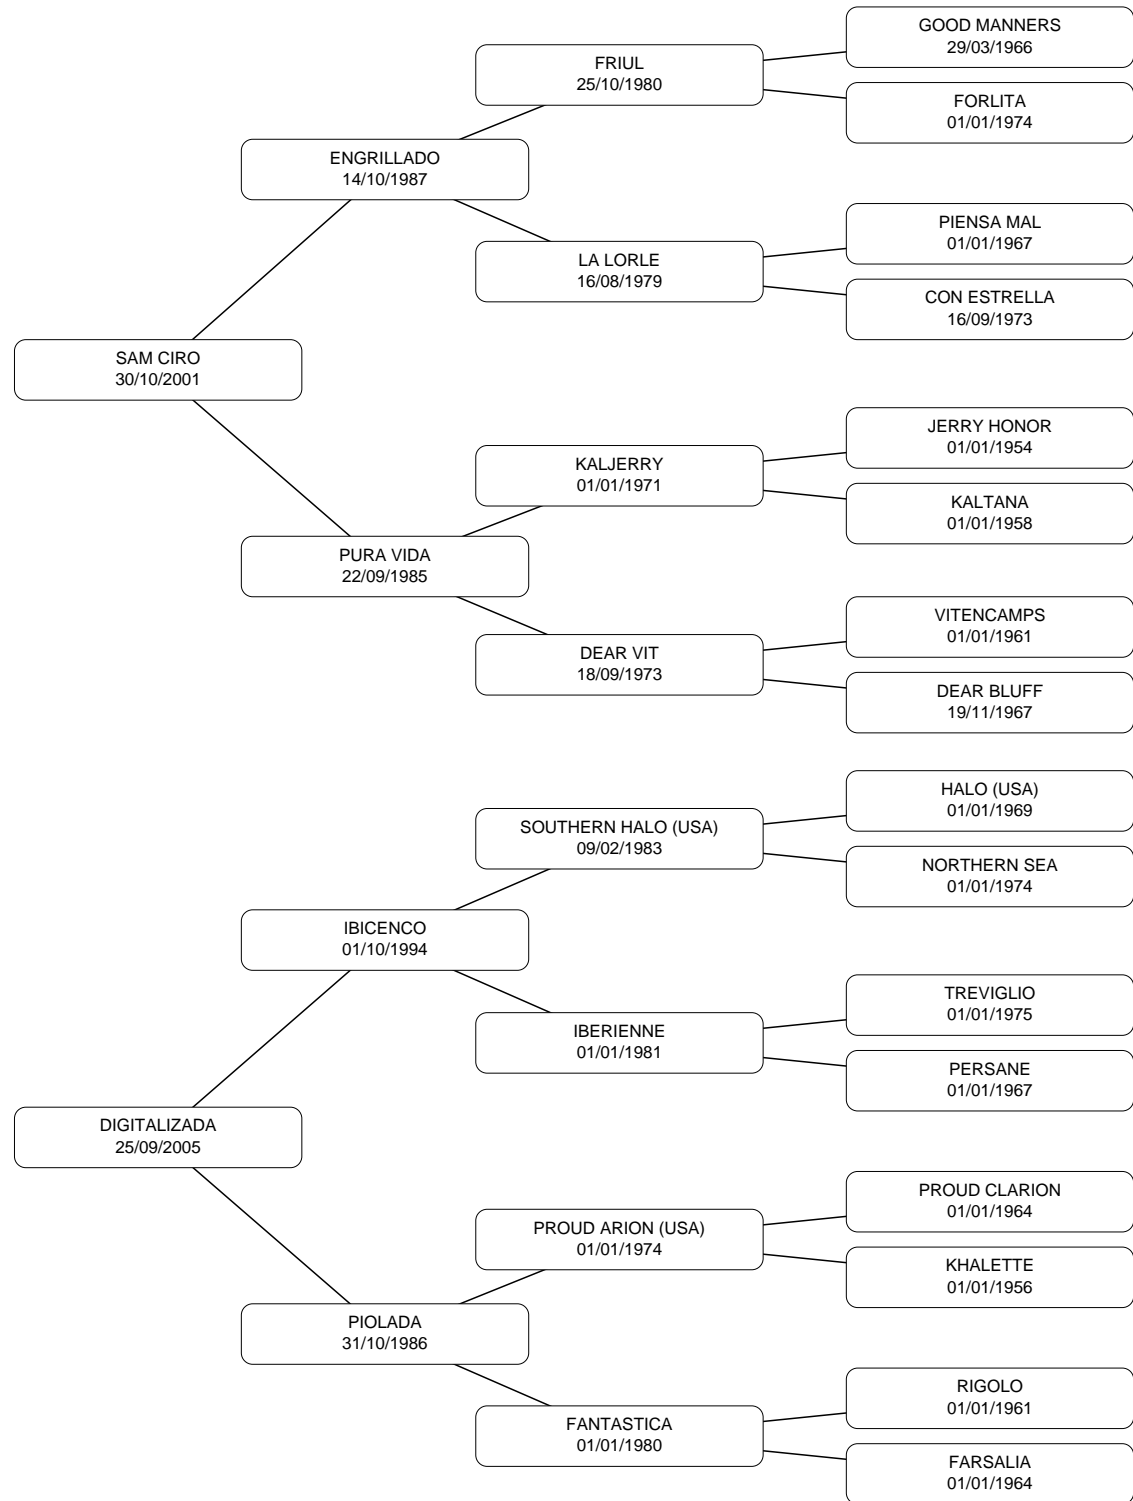 GOOD MANNERS
29/03/1966
FRIUL
25/10/1980
FORLITA
01/01/1974
ENGRILLADO
14/10/1987
PIENSA MAL
01/01/1967
LA LORLE
16/08/1979
CON ESTRELLA
16/09/1973
SAM CIRO
30/10/2001
JERRY HONOR
01/01/1954
KALJERRY
01/01/1971
KALTANA
01/01/1958
PURA VIDA
22/09/1985
VITENCAMPS
01/01/1961
DEAR VIT
18/09/1973
DEAR BLUFF
19/11/1967
HALO (USA)
01/01/1969
SOUTHERN HALO (USA)
09/02/1983
NORTHERN SEA
01/01/1974
IBICENCO
01/10/1994
TREVIGLIO
01/01/1975
IBERIENNE
01/01/1981
PERSANE
01/01/1967
DIGITALIZADA
25/09/2005
PROUD CLARION
01/01/1964
PROUD ARION (USA)
01/01/1974
KHALETTE
01/01/1956
PIOLADA
31/10/1986
RIGOLO
01/01/1961
FANTASTICA
01/01/1980
FARSALIA
01/01/1964